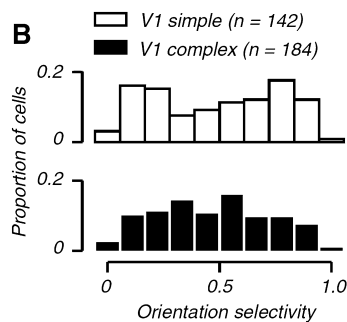 B
V1 simple (n = 142)
V1 complex (n = 184)
Proportion of cells
0.2
0
0.2
0
0 0.5 1.0
Orientation selectivity